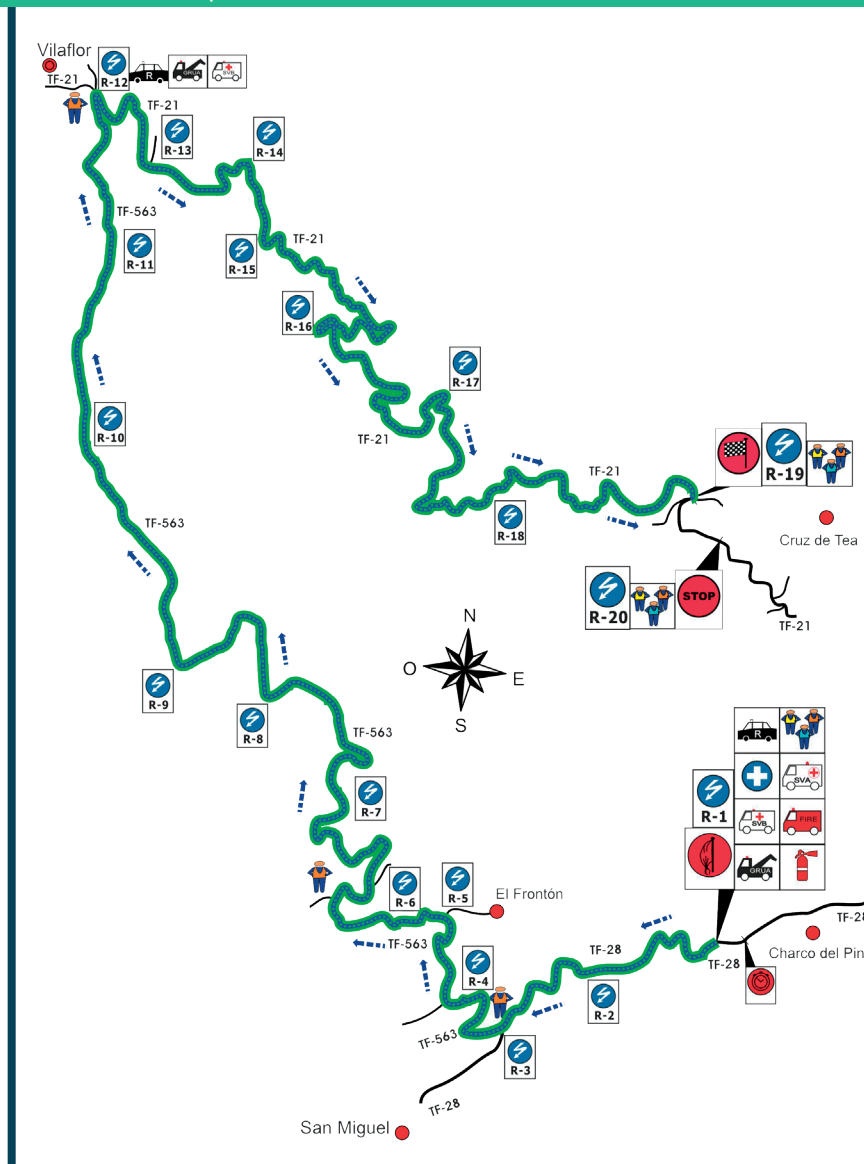 Vilaflor
TF-21
R-12
R
GRUA
SVB
TF-21
R-13
R-14
TF-563
R-11
R-15
TF-21
R-16
R-17
R-10
TF-21
TF-563
R-18
TF-21
R-19
Cruz de Tea
R-20
STOP
TF-21
N
O
E
S
R-9
R-8
TF-563
R-7
R
R-1
SVA
SVB
FIRE
GRUA
R-6
R-5
El Frontón
TF-563
R-4
TF-28
R-2
TF-28
TF-28
Charco del Pin
TF-563
R-3
TF-28
San Miguel